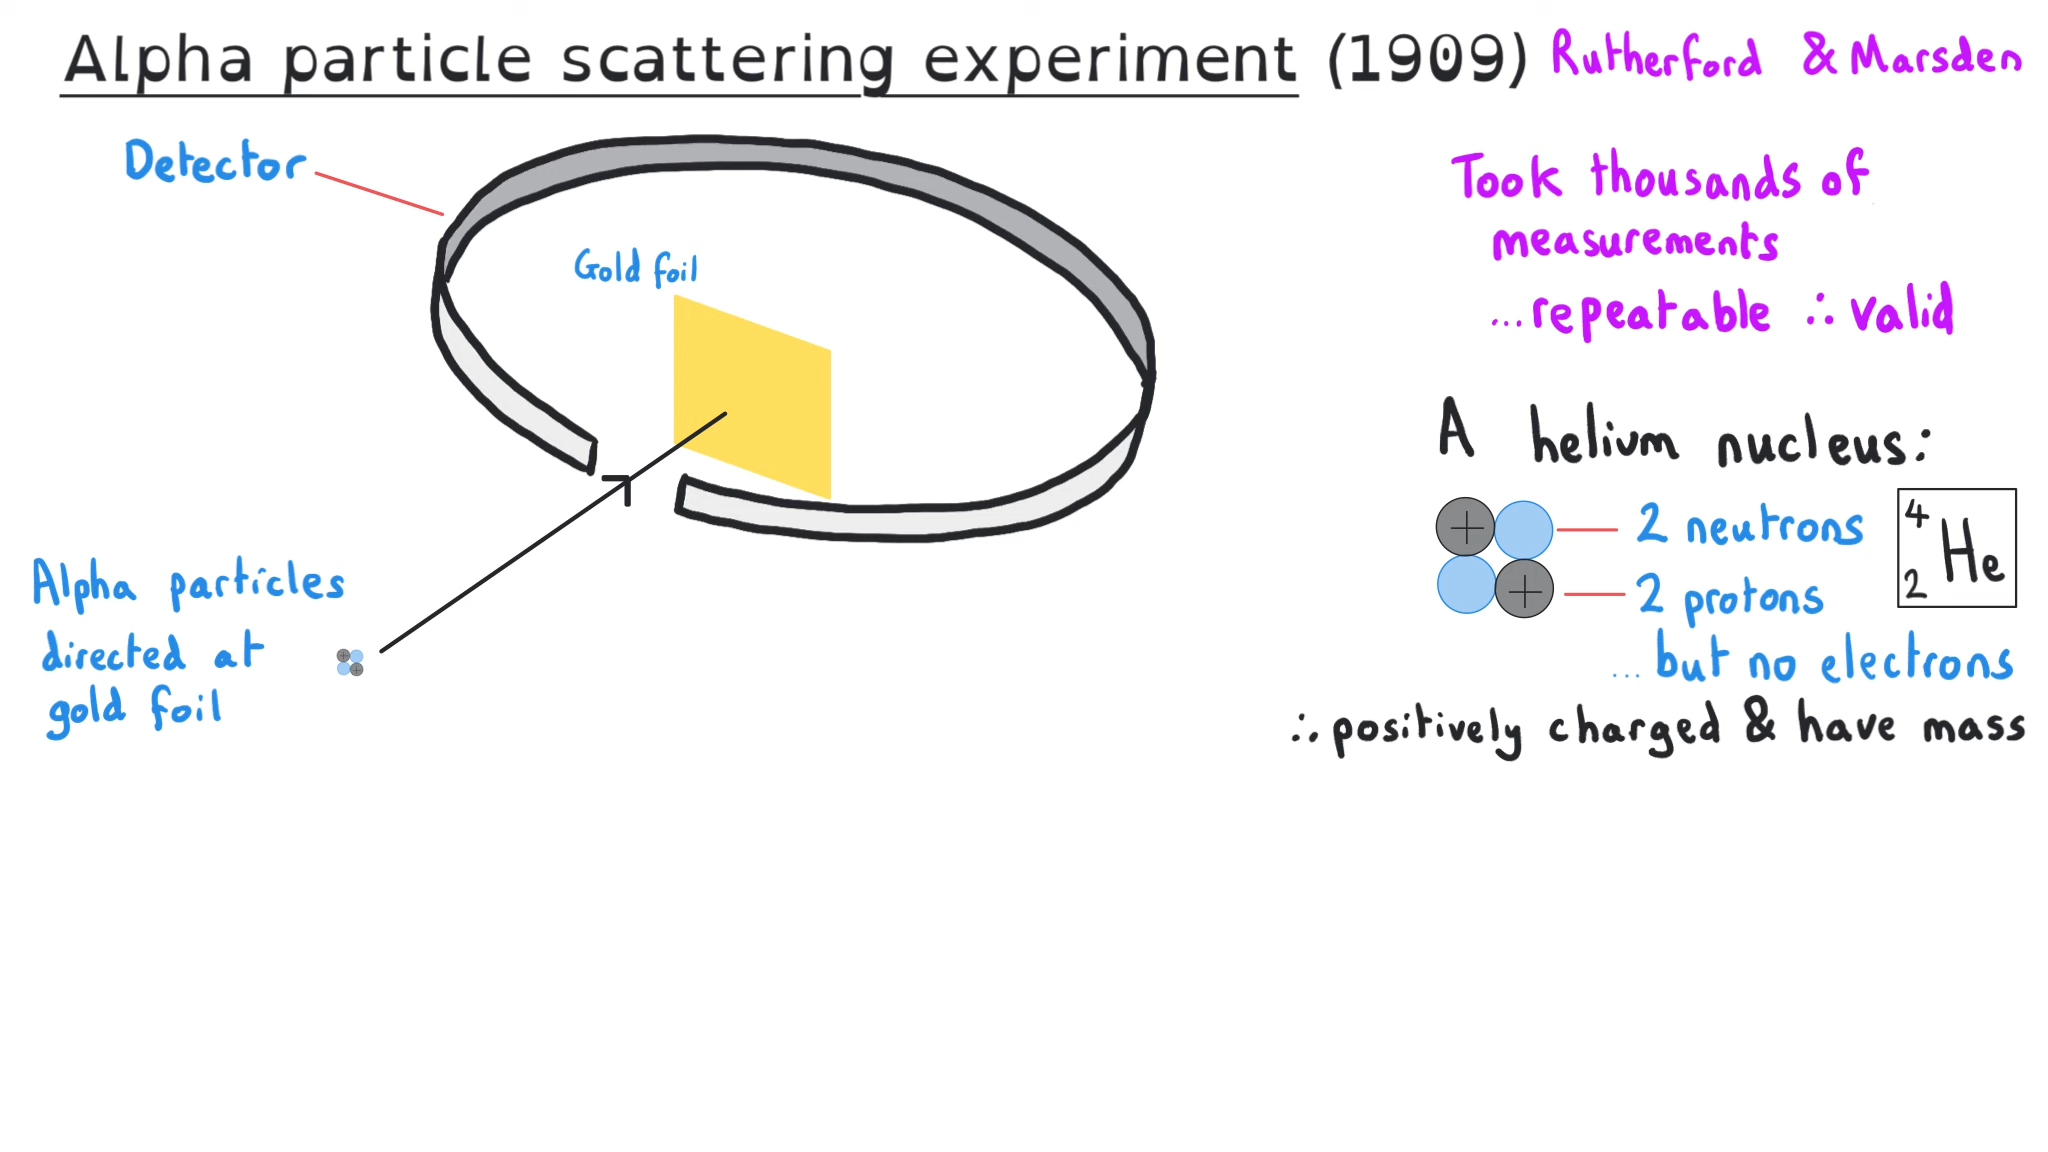 Alpha particle scattering experiment (1909) Rutherford & Marsden
Detector
Gold foil
Alpha particles
directed at
gold foil
Took thousands of
measurements
...repeatable ∴ valid
A helium nucleus:
+
+
2 neutrons
2 protons
4
2
He
...but no electrons
∴ positively charged & have mass